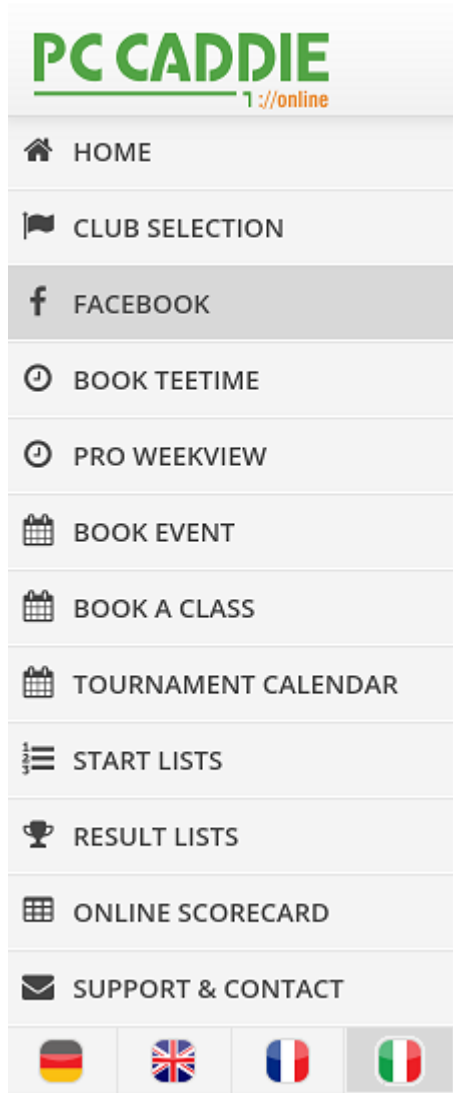 PC CADDIE
://online
HOME
CLUB SELECTION
FACEBOOK
BOOK TEETIME
PRO WEEKVIEW
BOOK EVENT
BOOK A CLASS
TOURNAMENT CALENDAR
START LISTS
RESULT LISTS
ONLINE SCORECARD
SUPPORT & CONTACT